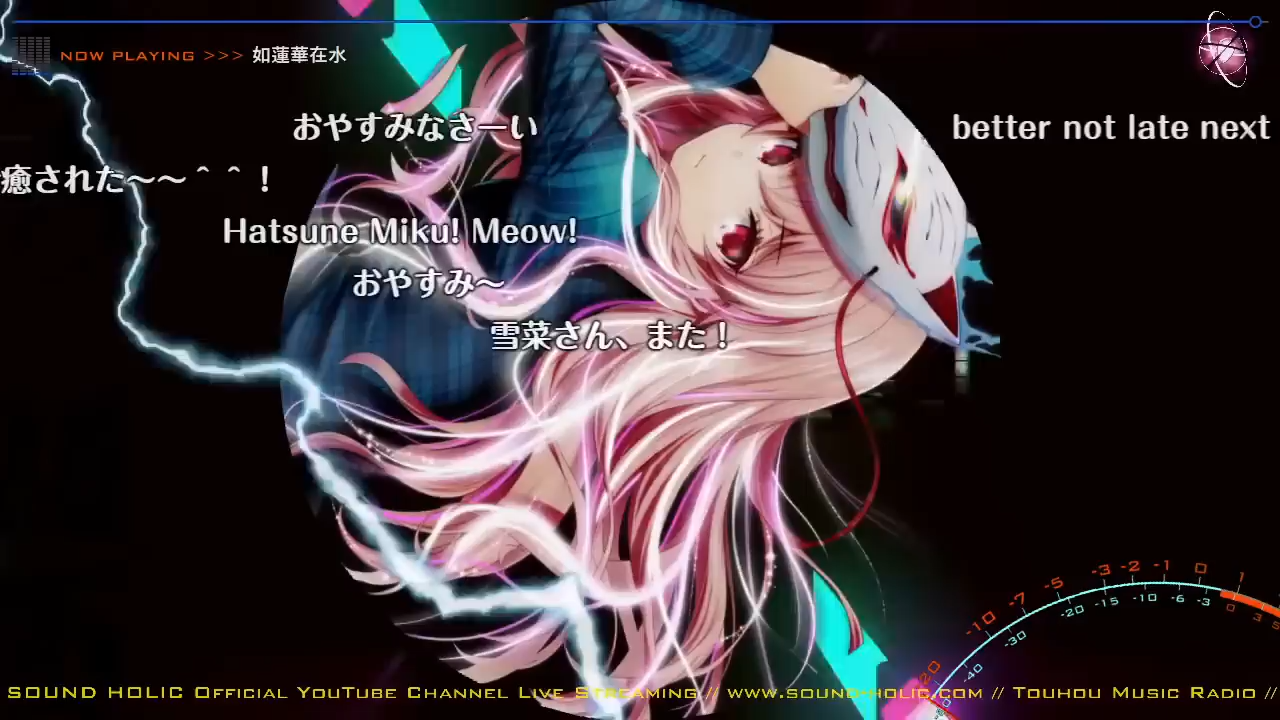 NOW PLAYING >>> 如蓮華在水
おやすみなさーい
better not late next
癒された～～＾＾！
Hatsune Miku! Meow!
おやすみ～
雪菜さん、また！
-20 -10 -7 -5 -3 -2 -1 0 1
-40 -30 -20 -15 -10 -6 -3 0 3
SOUND HOLIC Official YouTube Channel Live Streaming // www.sound-holic.com // Touhou Music Radio //